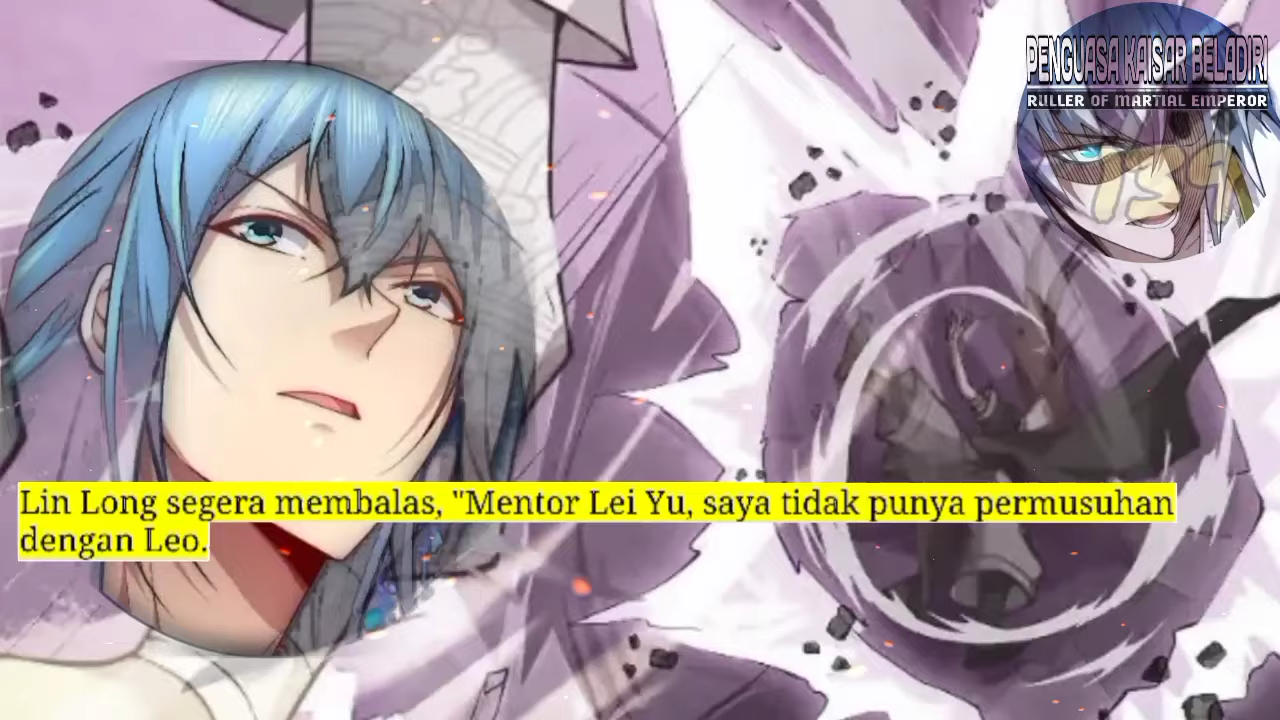 PENGUASA KAISAR BELADIRI
RULLER OF MARTIAL EMPEROR
Lin Long segera membalas, "Mentor Lei Yu, saya tidak punya permusuhan
dengan Leo.